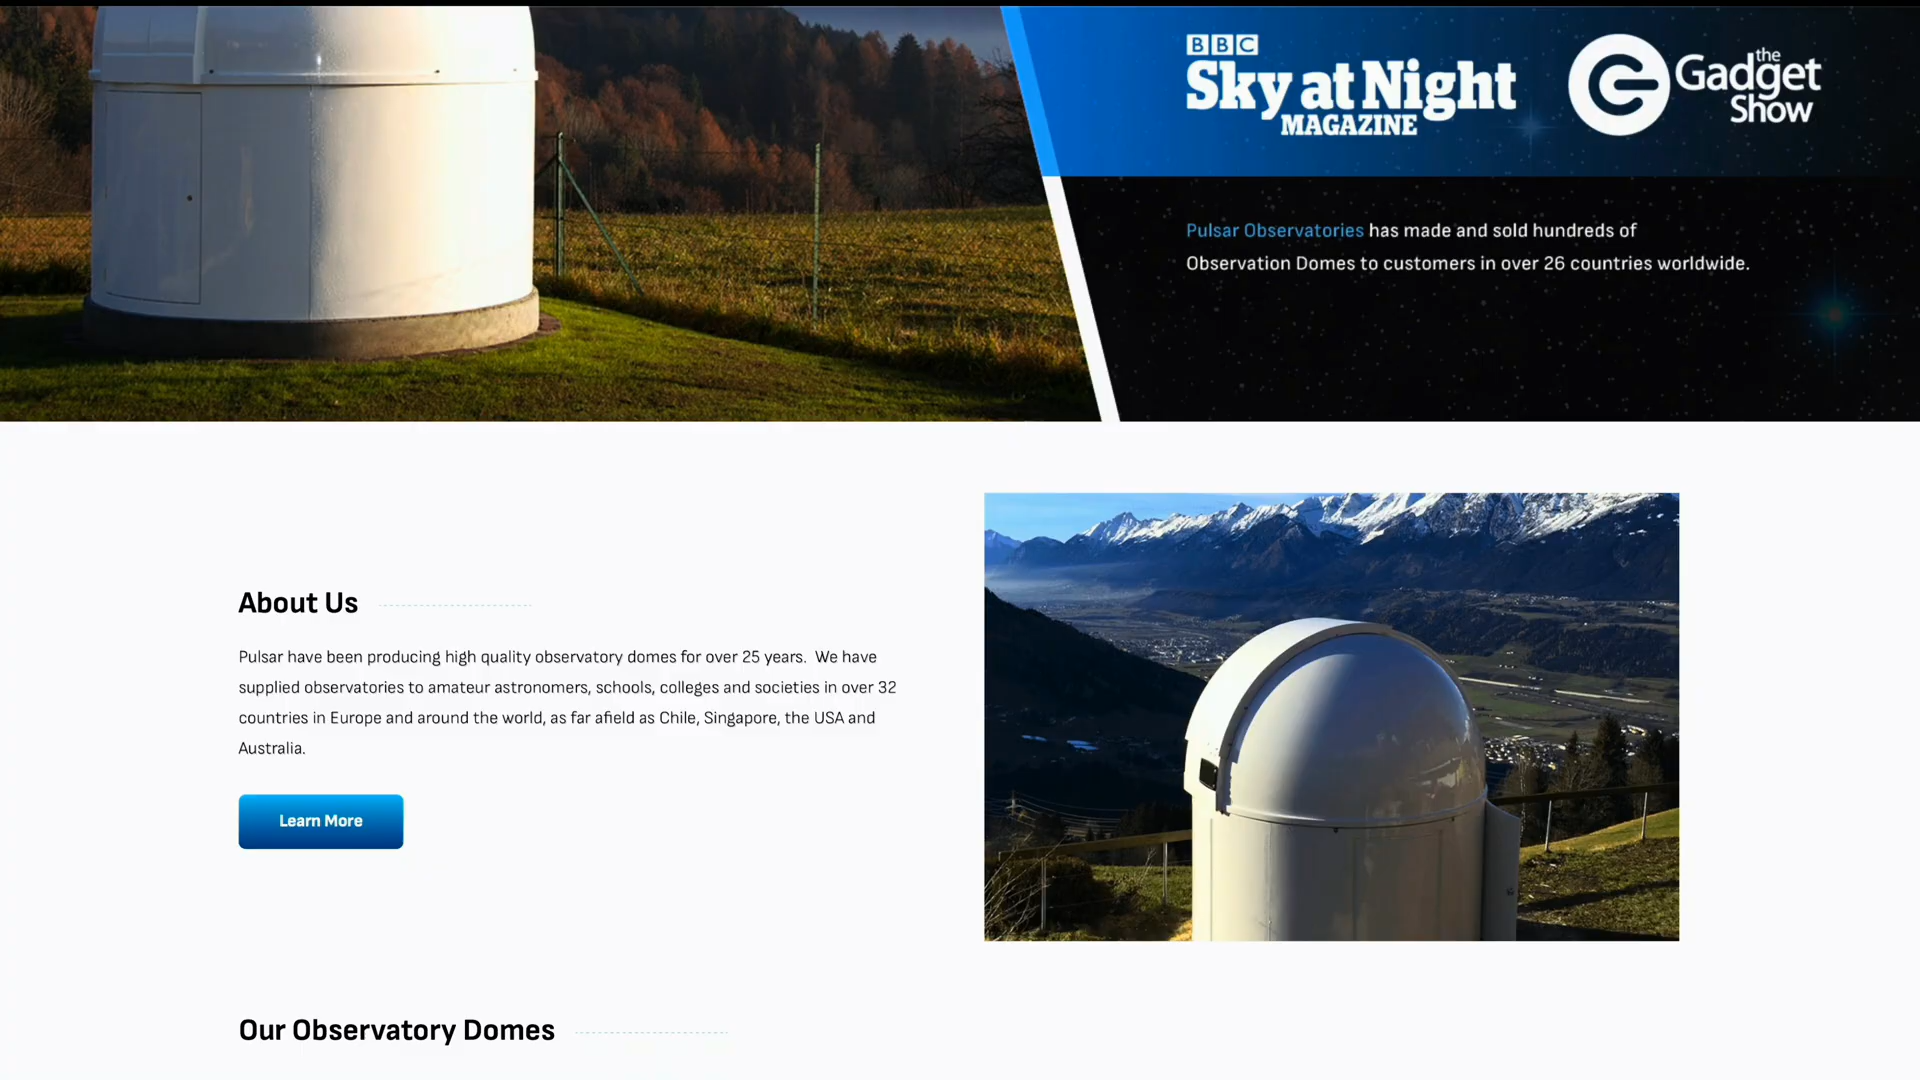 BBC
Sky at Night
MAGAZINE
the
Gadget
Show
Pulsar Observatories has made and sold hundreds of
Observation Domes to customers in over 26 countries worldwide.
About Us
Pulsar have been producing high quality observatory domes for over 25 years. We have
supplied observatories to amateur astronomers, schools, colleges and societies in over 32
countries in Europe and around the world, as far afield as Chile, Singapore, the USA and
Australia.
Learn More
Our Observatory Domes